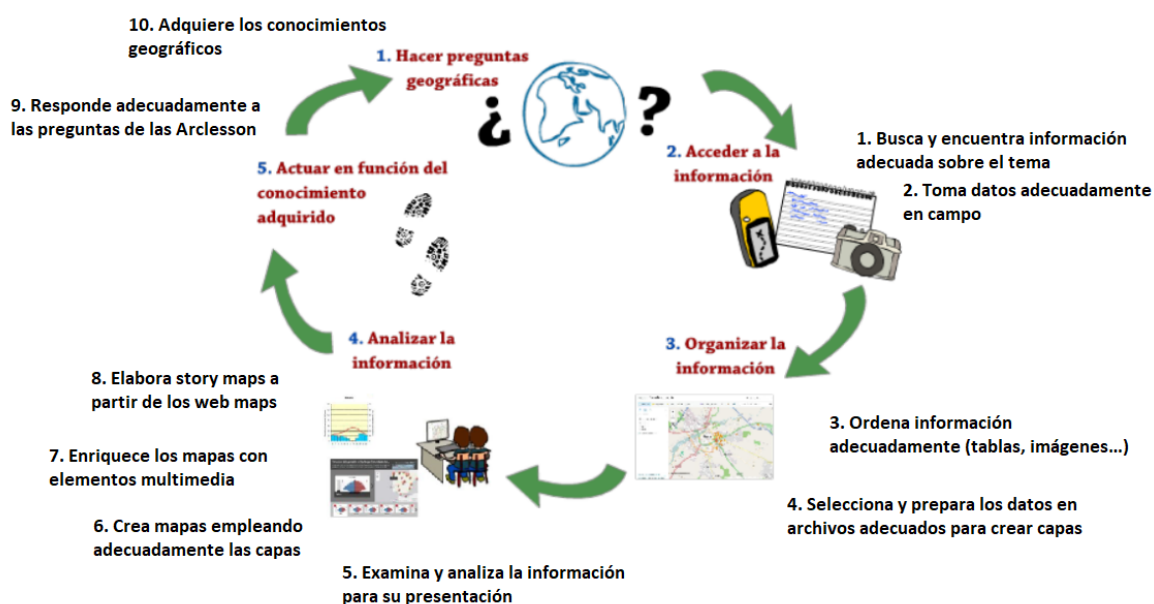 10. Adquiere los conocimientos
geográficos
1. Hacer preguntas
geográficas
¿ ?
9. Responde adecuadamente a
las preguntas de las Arclesson
2. Acceder a la
información
1. Busca y encuentra información
adecuada sobre el tema
2. Toma datos adecuadamente
en campo
5. Actuar en función del
conocimiento
adquirido
4. Analizar la
información
3. Organizar la
información
8. Elabora story maps a
partir de los web maps
3. Ordena información
adecuadamente (tablas, imágenes...)
7. Enriquece los mapas con
elementos multimedia
4. Selecciona y prepara los datos en
archivos adecuados para crear capas
6. Crea mapas empleando
adecuadamente las capas
5. Examina y analiza la información
para su presentación